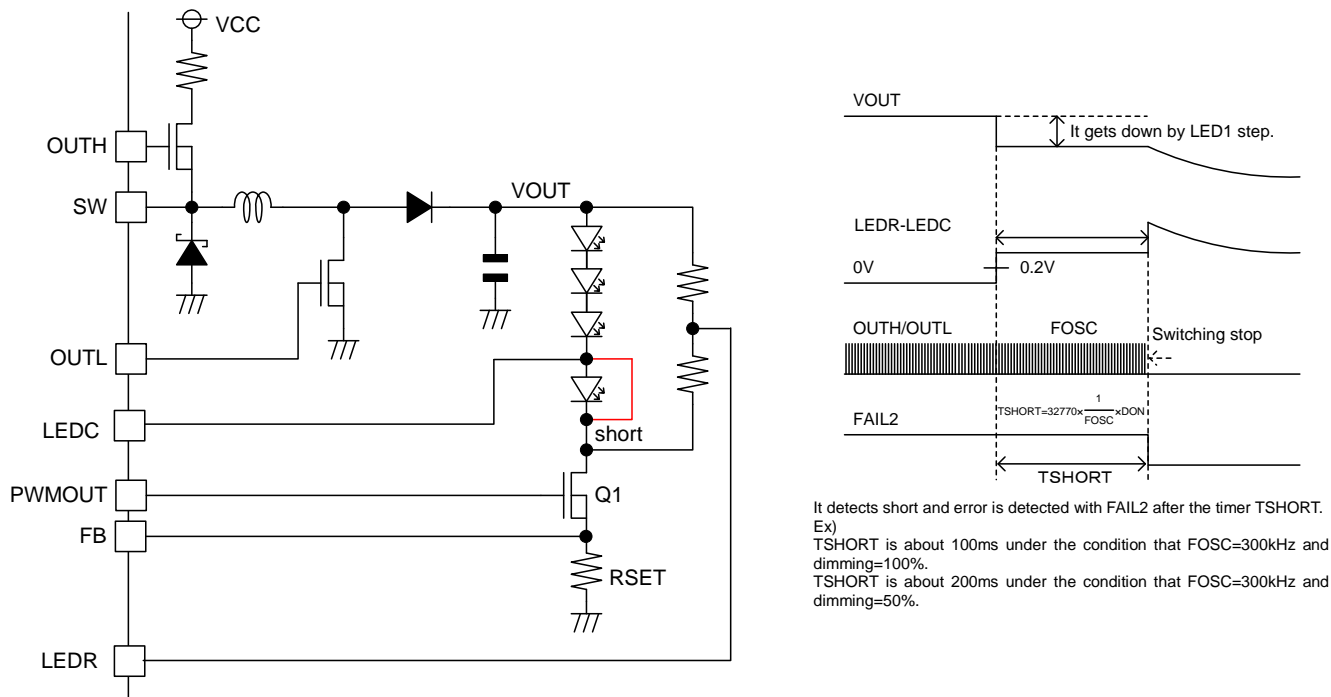 VCC
OUTH
SW
VOUT
OUTL
LEDC
short
PWMOUT
Q1
FB
RSET
LEDR
VOUT
It gets down by LED1 step.
LEDR-LEDC
0V
0.2V
OUTH/OUTL
FOSC
Switching stop
TSHORT=32770×1/FOSC×DON
FAIL2
TSHORT
It detects short and error is detected with FAIL2 after the timer TSHORT.
Ex)
TSHORT is about 100ms under the condition that FOSC=300kHz and
dimming=100%.
TSHORT is about 200ms under the condition that FOSC=300kHz and
dimming=50%.